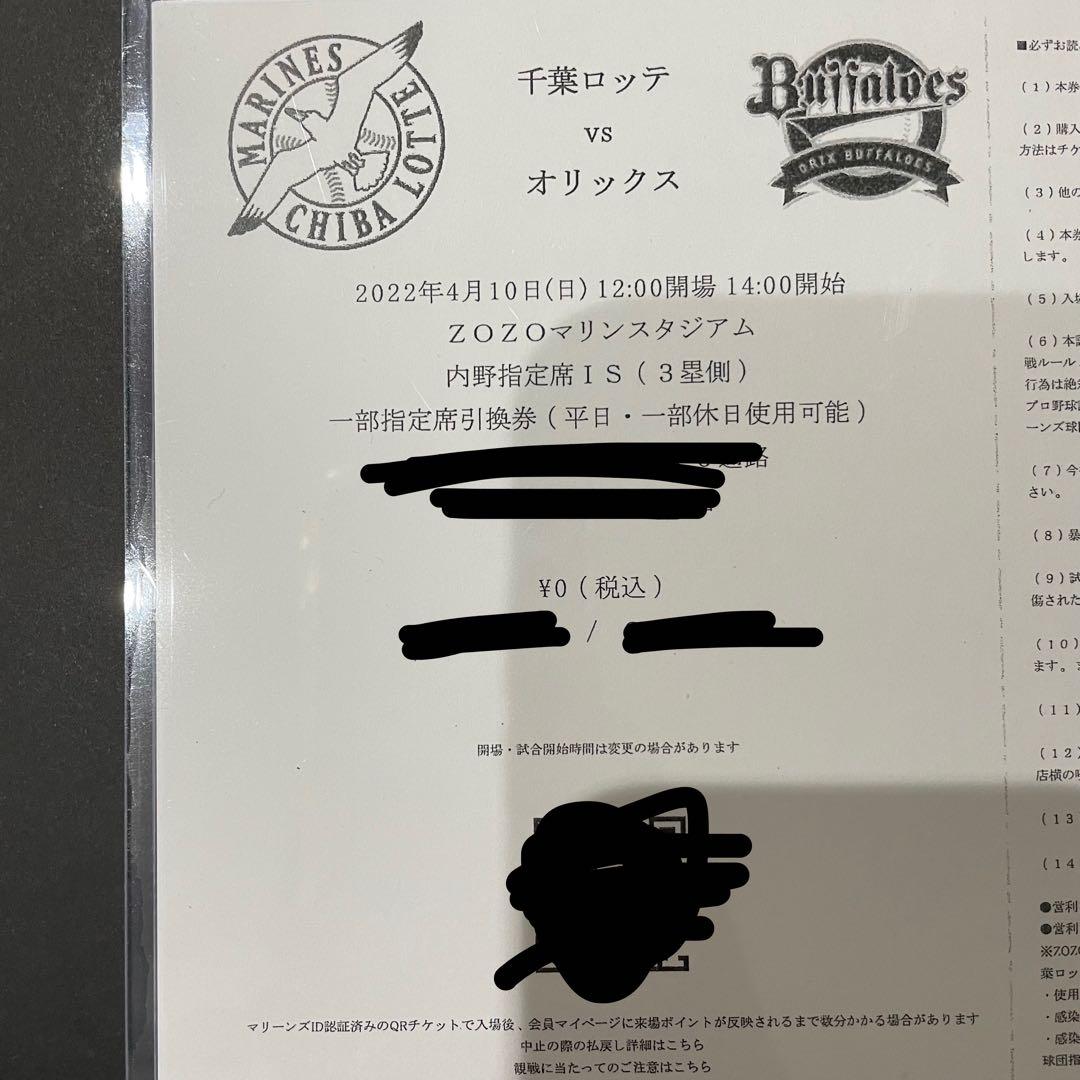 MARINES
CHIBA LOTTE
千葉ロッテ
vs
オリックス
Buffaloes
ORIX BUFFALOES
2022年4月10日(日) 12:00開場 14:00開始
ZOZOマリンスタジアム
内野指定席IS(3塁側)
一部指定席引換券(平日・一部休日使用可能)
通路
¥0(税込)
/
開場・試合開始時間は変更の場合があります
マリーンズID認証済みのQRチケットで入場後、会員マイページに来場ポイントが反映されるまで数分かかる場合があります
中止の際の払戻し詳細はこちら
観戦に当たってのご注意はこちら
■必ずお読
(1)本券
(2)購入
方法はチケ
(3)他の
(4)本券
します。
(5)入場
(6)本試
戦ルール
行為は絶対
プロ野球試
ーンズ球団
(7)今
さい。
(8)暴
(9)試
傷された
(10)
ます。
(11)
(12)
店横の喫
(13
(14
●営利
●営利
※ZOZO
葉ロッ
・使用
・感染
・感染
球団指